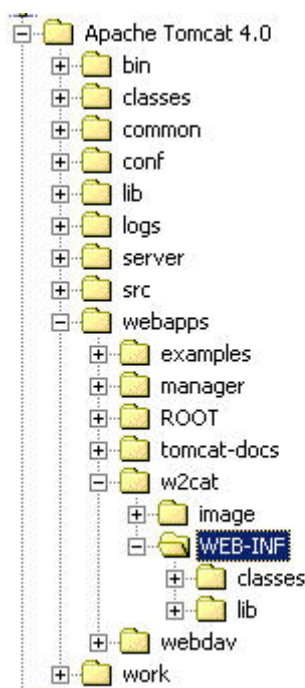 Apache Tomcat 4.0
bin
classes
common
conf
lib
logs
server
src
webapps
examples
manager
ROOT
tomcat-docs
w2cat
image
WEB-INF
classes
lib
webdav
work